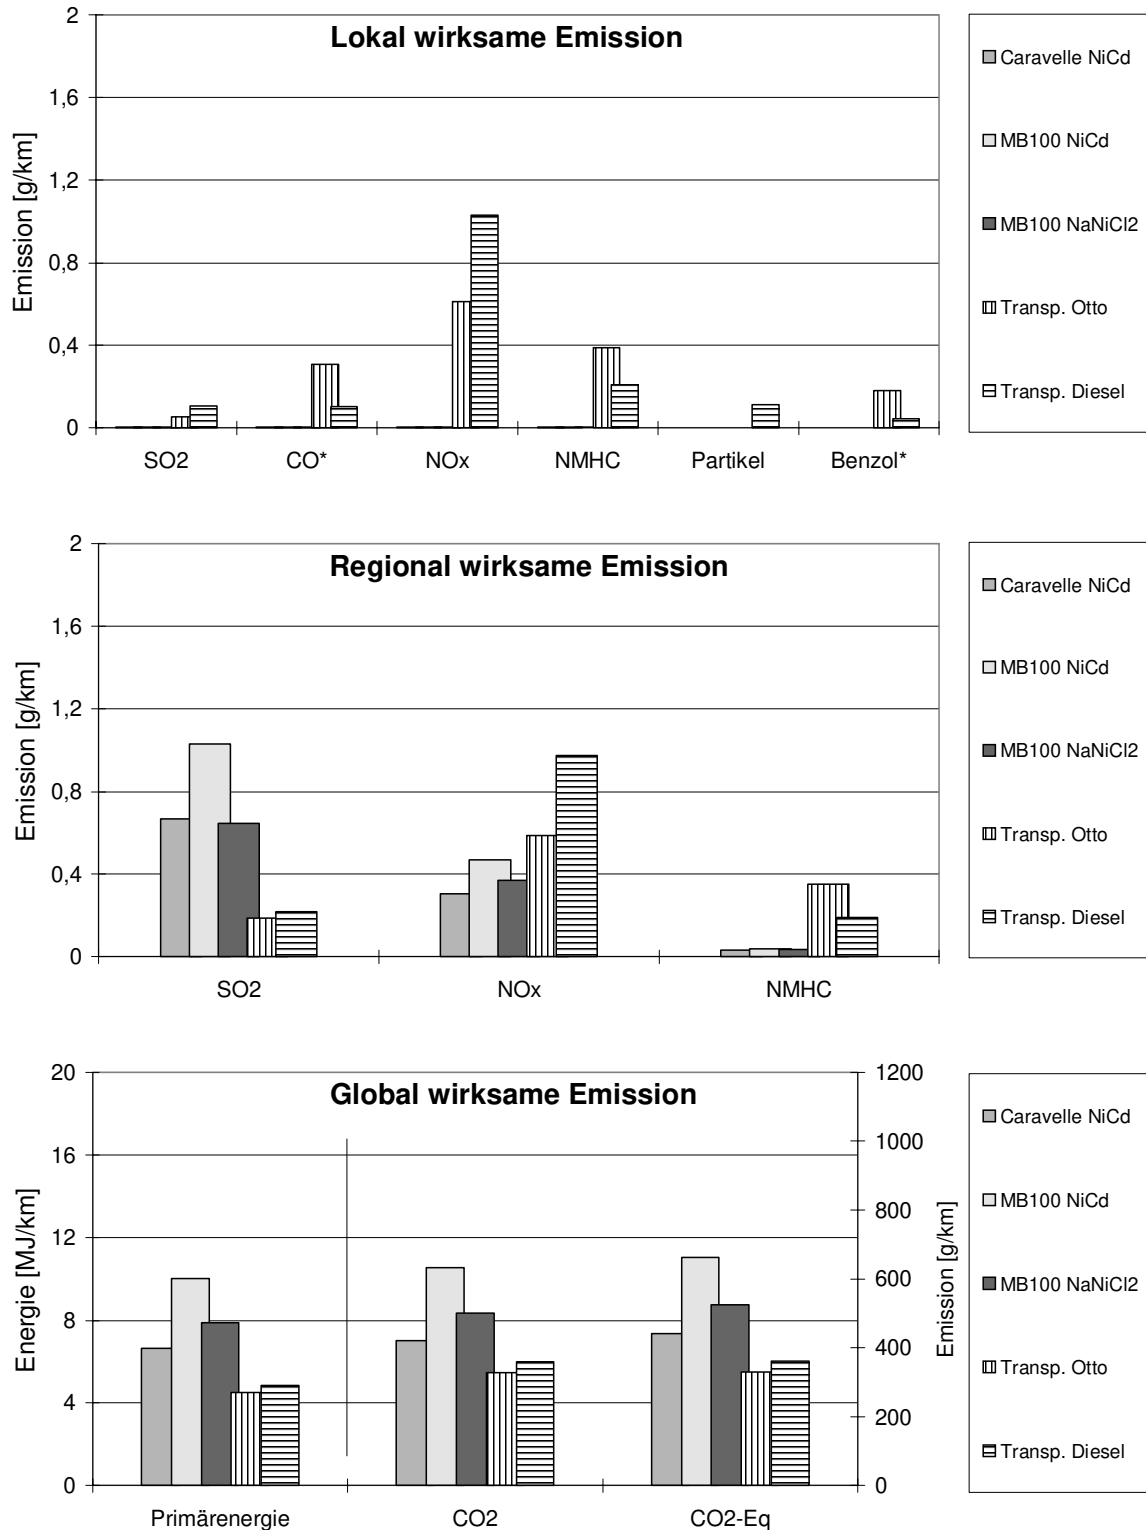 Lokal wirksame Emission
Emission [g/km]
2
1,6
1,2
0,8
0,4
0
SO2 CO* NOx NMHC Partikel Benzol*
Caravelle NiCd
MB100 NiCd
MB100 NaNiCl2
Transp. Otto
Transp. Diesel
Regional wirksame Emission
Emission [g/km]
2
1,6
1,2
0,8
0,4
0
SO2 NOx NMHC
Caravelle NiCd
MB100 NiCd
MB100 NaNiCl2
Transp. Otto
Transp. Diesel
Global wirksame Emission
Energie [MJ/km]
20
16
12
8
4
0
Primärenergie CO2 CO2-Eq
1200
1000
800
600
400
200
0
Emission [g/km]
Caravelle NiCd
MB100 NiCd
MB100 NaNiCl2
Transp. Otto
Transp. Diesel